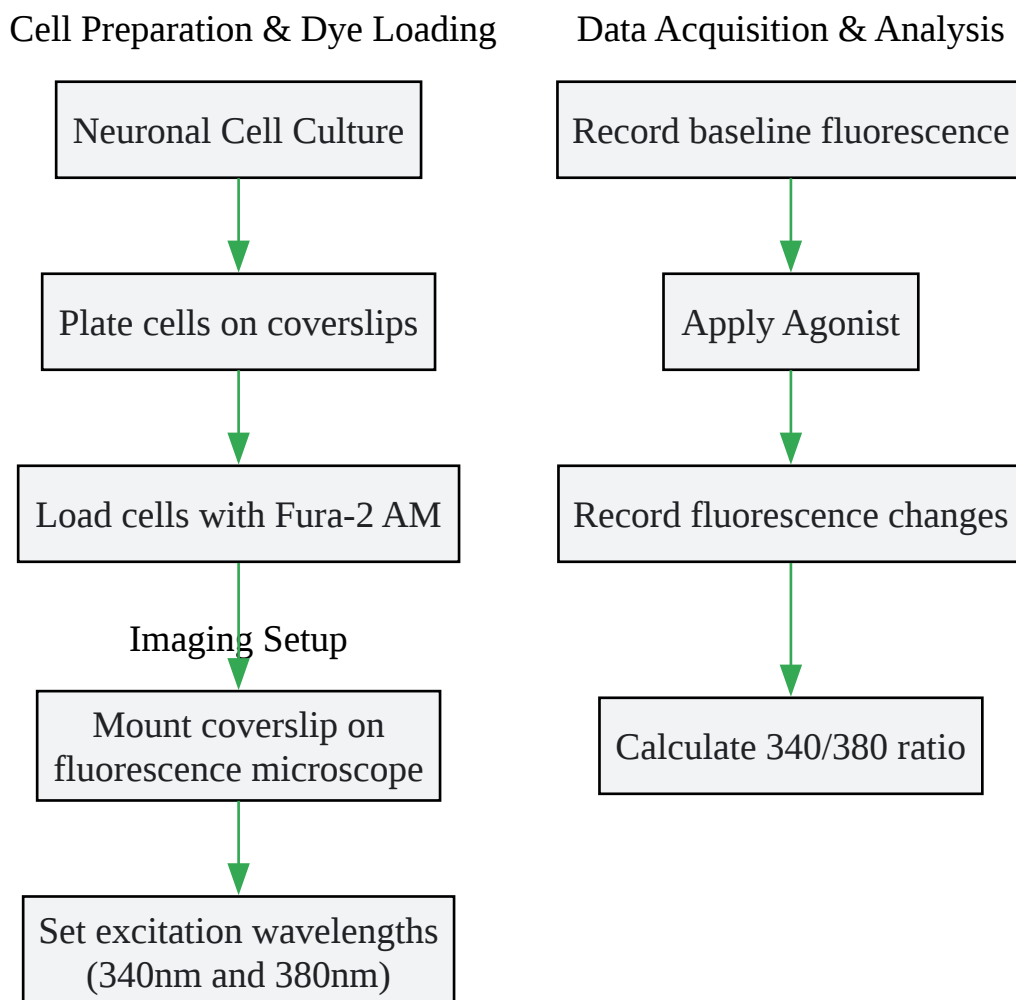 Cell Preparation & Dye Loading
Neuronal Cell Culture
Plate cells on coverslips
Load cells with Fura-2 AM
Imaging Setup
Mount coverslip on
fluorescence microscope
Set excitation wavelengths
(340nm and 380nm)
Data Acquisition & Analysis
Record baseline fluorescence
Apply Agonist
Record fluorescence changes
Calculate 340/380 ratio